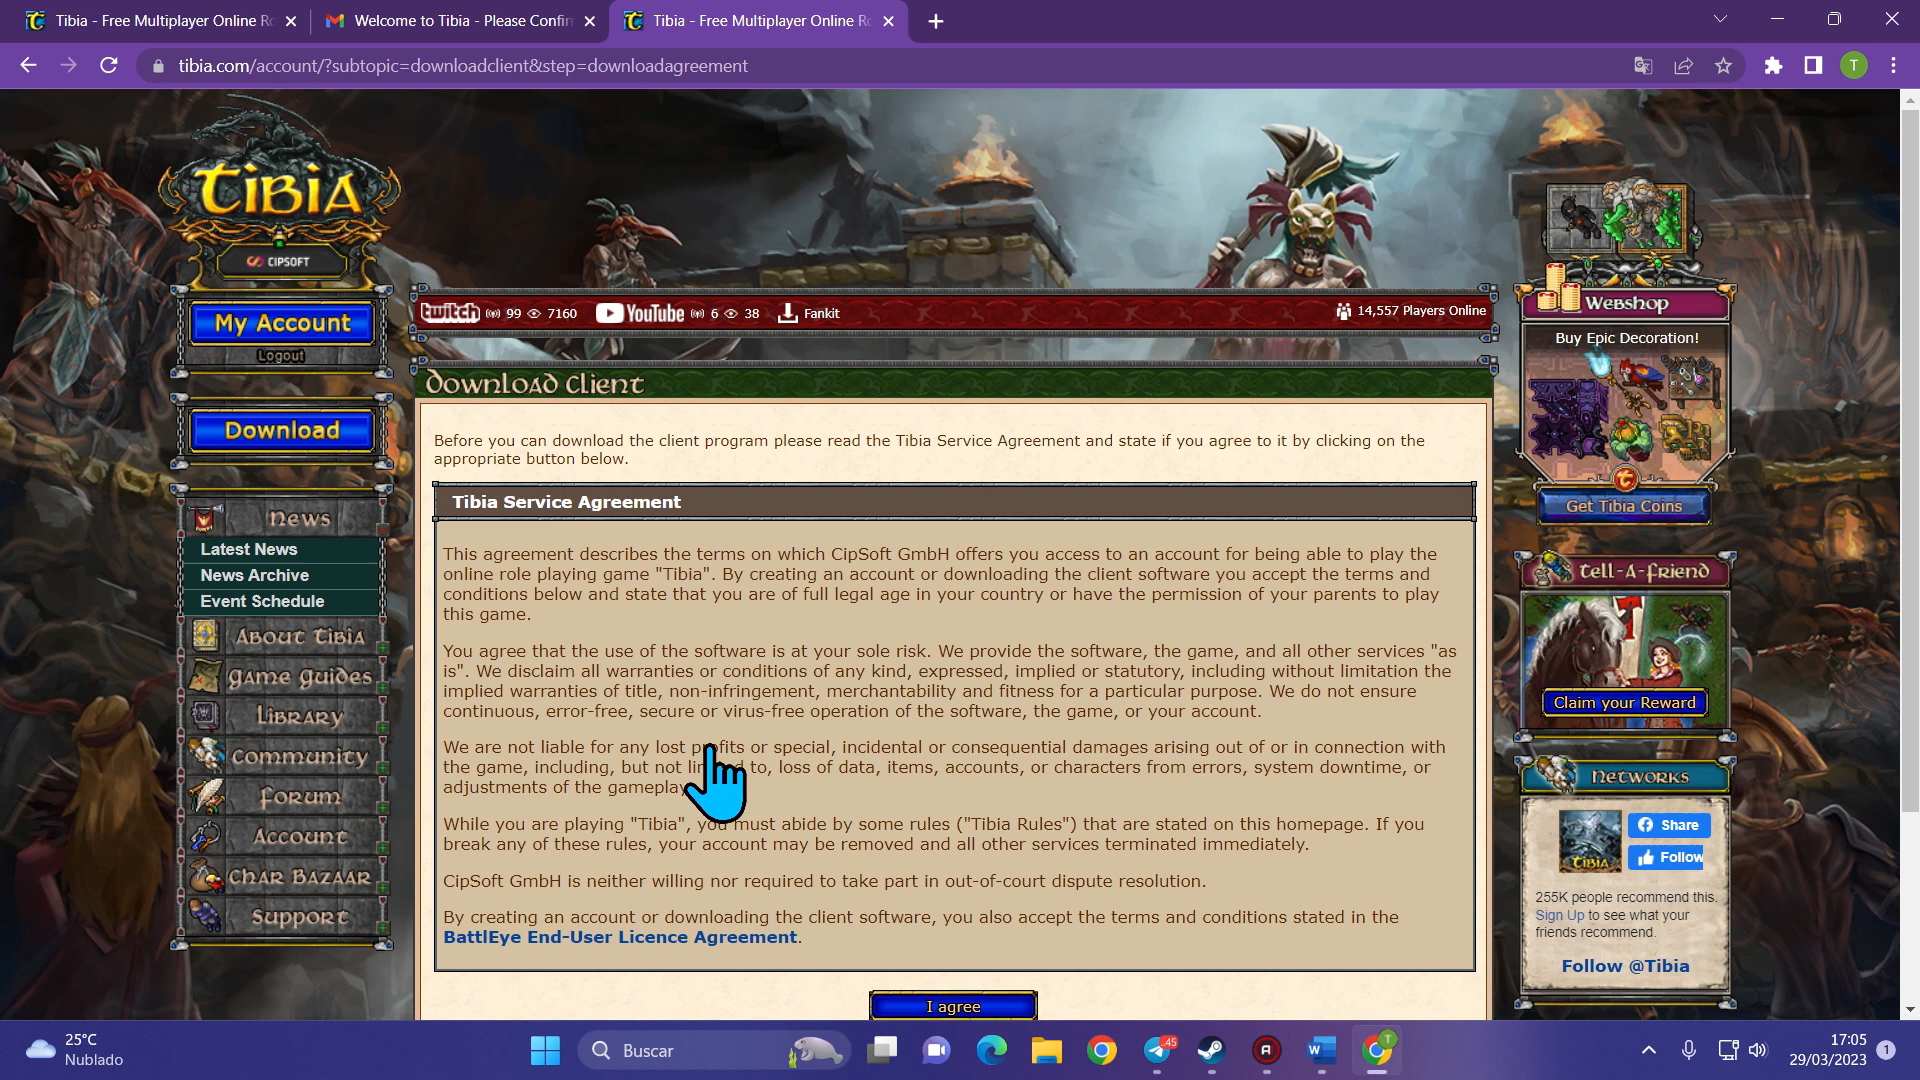 Tibia - Free Multiplayer Online Ro
Welcome to Tibia - Please Confir
Tibia - Free Multiplayer Online Ro
tibia.com/account/?subtopic=downloadclient&step=downloadagreement
T
TIBIA
CIPSOFT
My Account
Logout
Download
News
Latest News
News Archive
Event Schedule
About Tibia
Game Guides
Library
Community
Forum
Account
Char Bazaar
Support
twitch 99 7160 YouTube 6 38 Fankit
14,557 Players Online
Download Client
Before you can download the client program please read the Tibia Service Agreement and state if you agree to it by clicking on the
appropriate button below.
Tibia Service Agreement
This agreement describes the terms on which CipSoft GmbH offers you access to an account for being able to play the
online role playing game "Tibia". By creating an account or downloading the client software you accept the terms and
conditions below and state that you are of full legal age in your country or have the permission of your parents to play
this game.
You agree that the use of the software is at your sole risk. We provide the software, the game, and all other services "as
is". We disclaim all warranties or conditions of any kind, expressed, implied or statutory, including without limitation the
implied warranties of title, non-infringement, merchantability and fitness for a particular purpose. We do not ensure
continuous, error-free, secure or virus-free operation of the software, the game, or your account.
We are not liable for any lost profits or special, incidental or consequential damages arising out of or in connection with
the game, including, but not to, loss of data, items, accounts, or characters from errors, system downtime, or
adjustments of the gameplay
While you are playing "Tibia", you must abide by some rules ("Tibia Rules") that are stated on this homepage. If you
break any of these rules, your account may be removed and all other services terminated immediately.
CipSoft GmbH is neither willing nor required to take part in out-of-court dispute resolution.
By creating an account or downloading the client software, you also accept the terms and conditions stated in the
BattlEye End-User Licence Agreement.
I agree
Webshop
Buy Epic Decoration!
Get Tibia Coins
Tell-A-Friend
Claim your Reward
Networks
TIBIA
Share
Follow
255K people recommend this.
Sign Up to see what your
friends recommend.
Follow @Tibia
25°C
Nublado
Buscar
45
W
T
17:05
29/03/2023
1